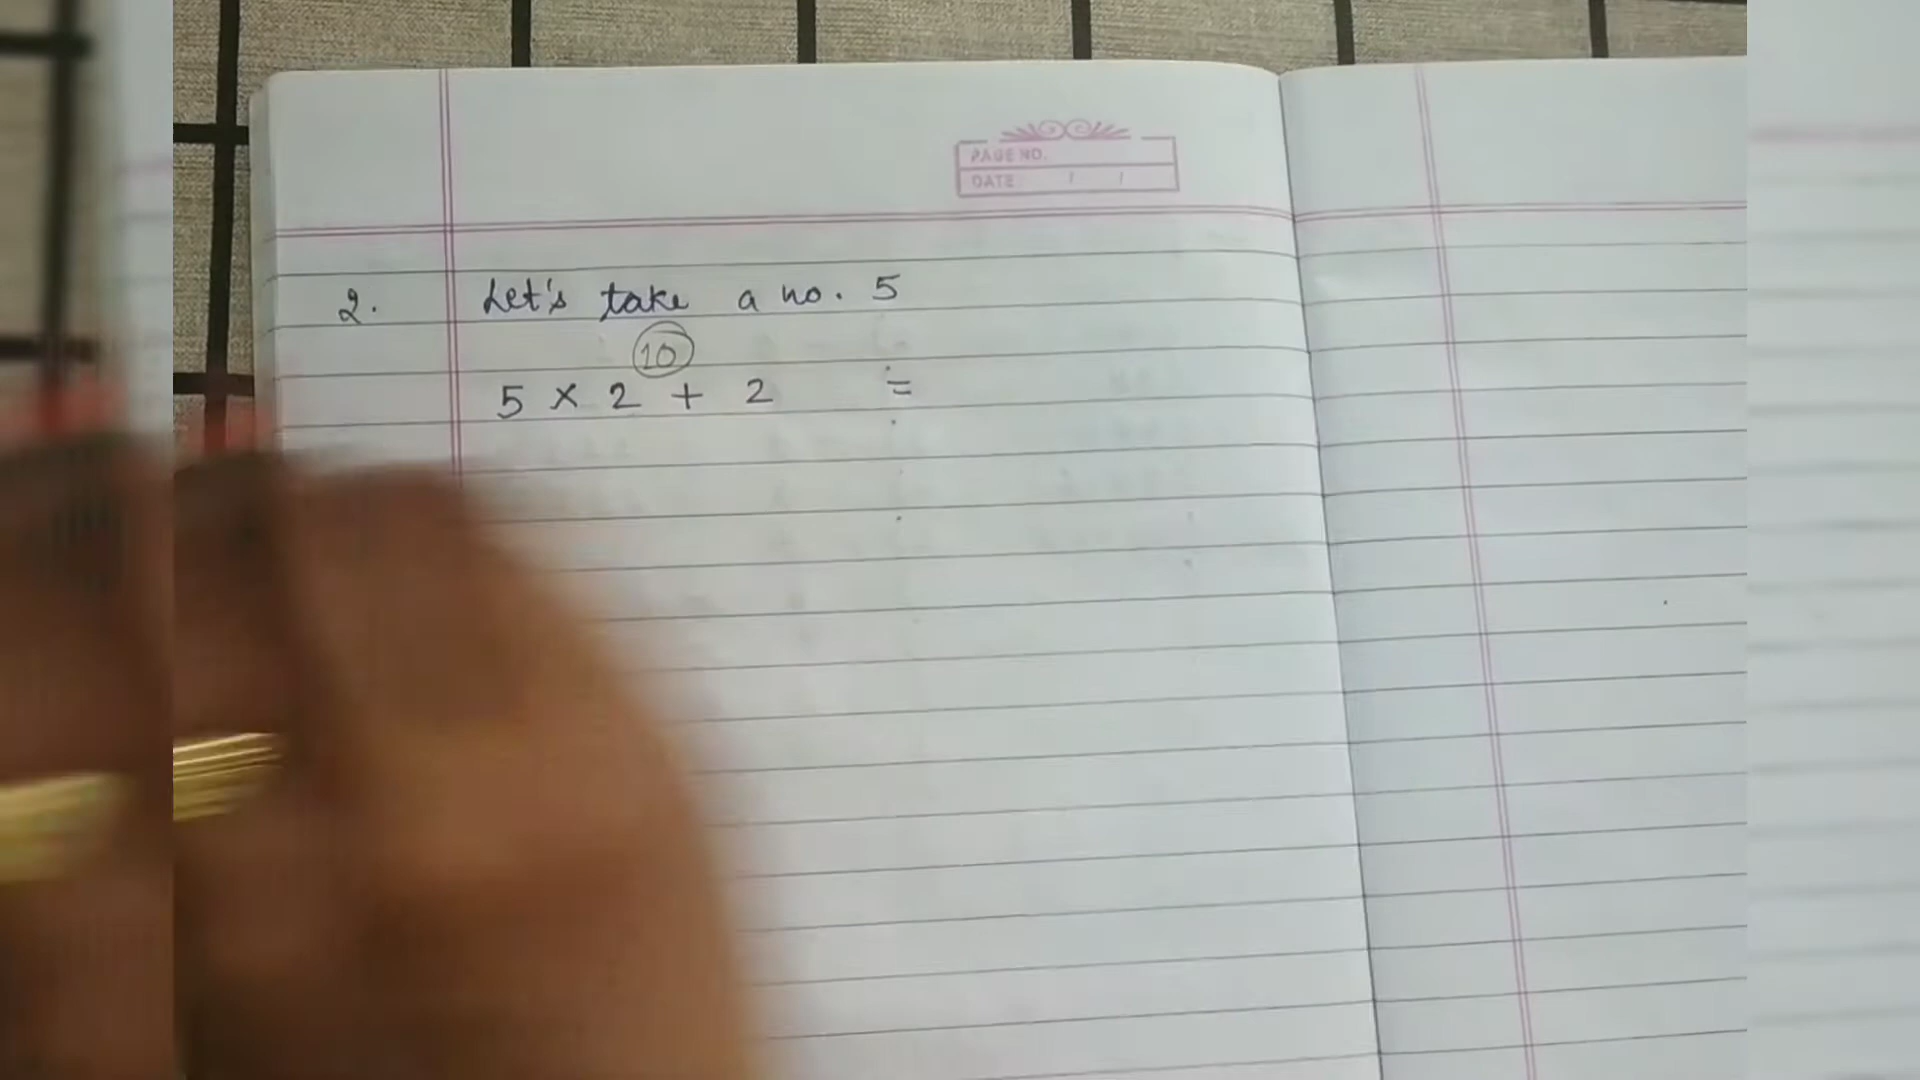 PAGE NO.
DATE / /
2. Let's take a no. 5
10
5 × 2 + 2 =